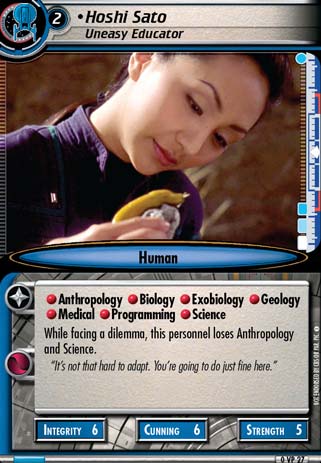 2
•Hoshi Sato
Uneasy Educator
Human
Anthropology Biology Exobiology Geology
Medical Programming Science
While facing a dilemma, this personnel loses Anthropology
and Science.
"It's not that hard to adapt. You're going to do just fine here."
INTEGRITY 6 CUNNING 6 STRENGTH 5
0 VP 27